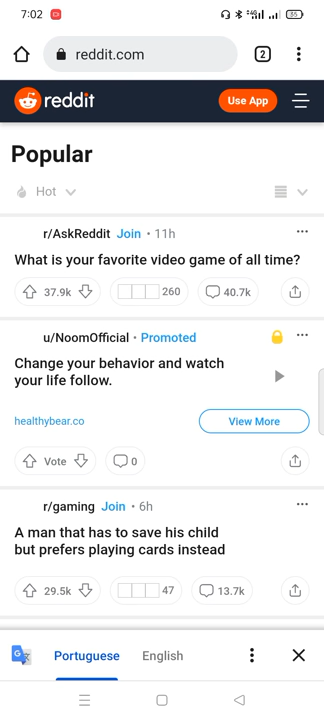 7:02
35
reddit.com
2
reddit
Use App
Popular
Hot
r/AskReddit Join • 11h
What is your favorite video game of all time?
37.9k
260
40.7k
u/NoomOfficial • Promoted
Change your behavior and watch
your life follow.
healthybear.co
View More
Vote
0
r/gaming Join • 6h
A man that has to save his child
but prefers playing cards instead
29.5k
47
13.7k
Portuguese
English